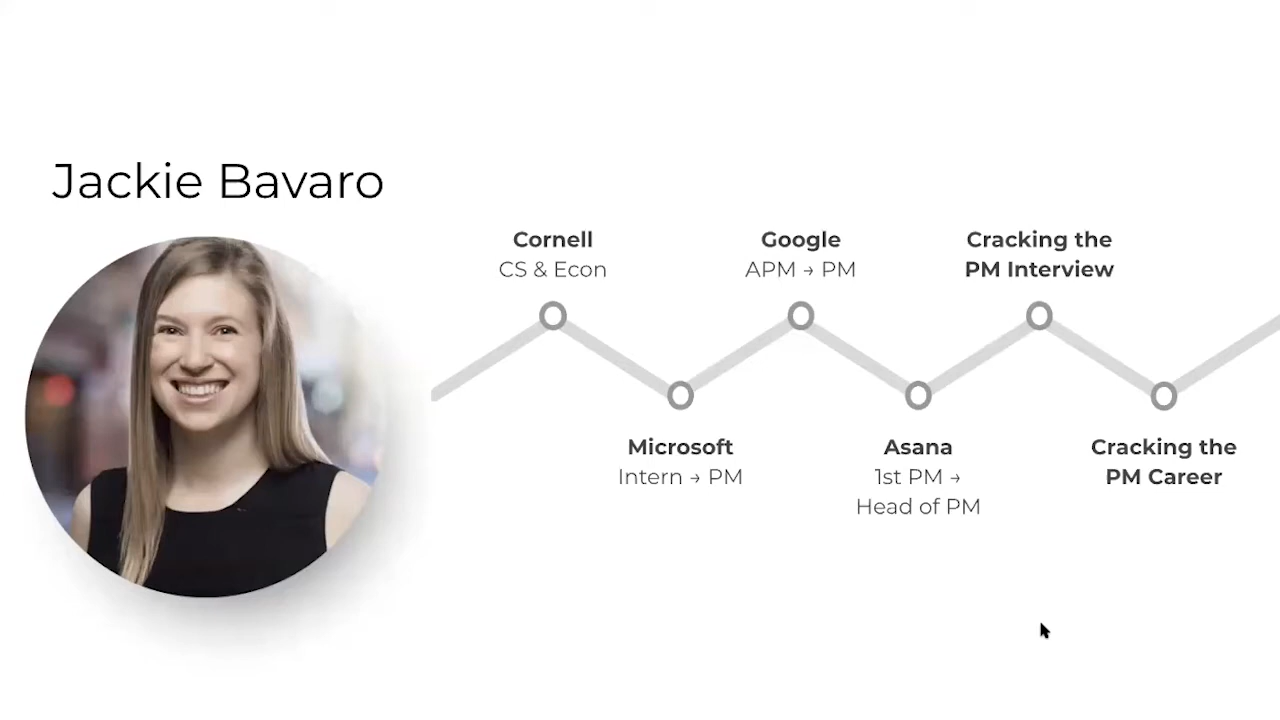 Jackie Bavaro
Cornell
CS & Econ
Microsoft
Intern → PM
Google
APM → PM
Asana
1st PM →
Head of PM
Cracking the
PM Interview
Cracking the
PM Career